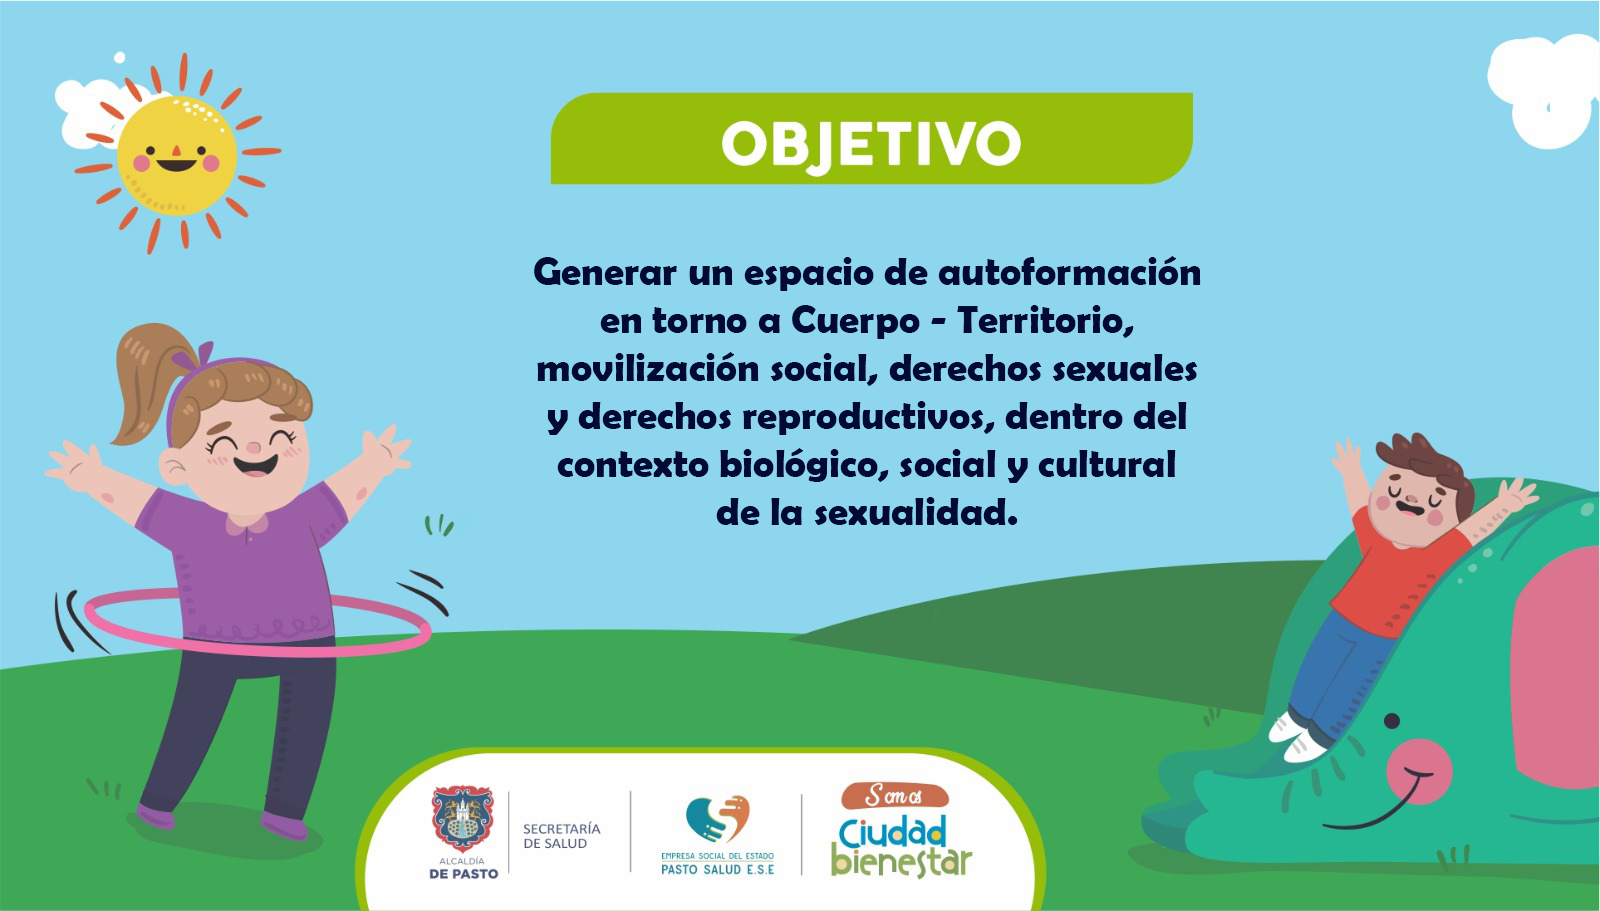 OBJETIVO
Generar un espacio de autoformación
en torno a Cuerpo - Territorio,
movilización social, derechos sexuales
y derechos reproductivos, dentro del
contexto biológico, social y cultural
de la sexualidad.
ALCALDÍA
DE PASTO
SECRETARÍA
DE SALUD
EMPRESA SOCIAL DEL ESTADO
PASTO SALUD E.S.E
Somos
Ciudad
bienestar